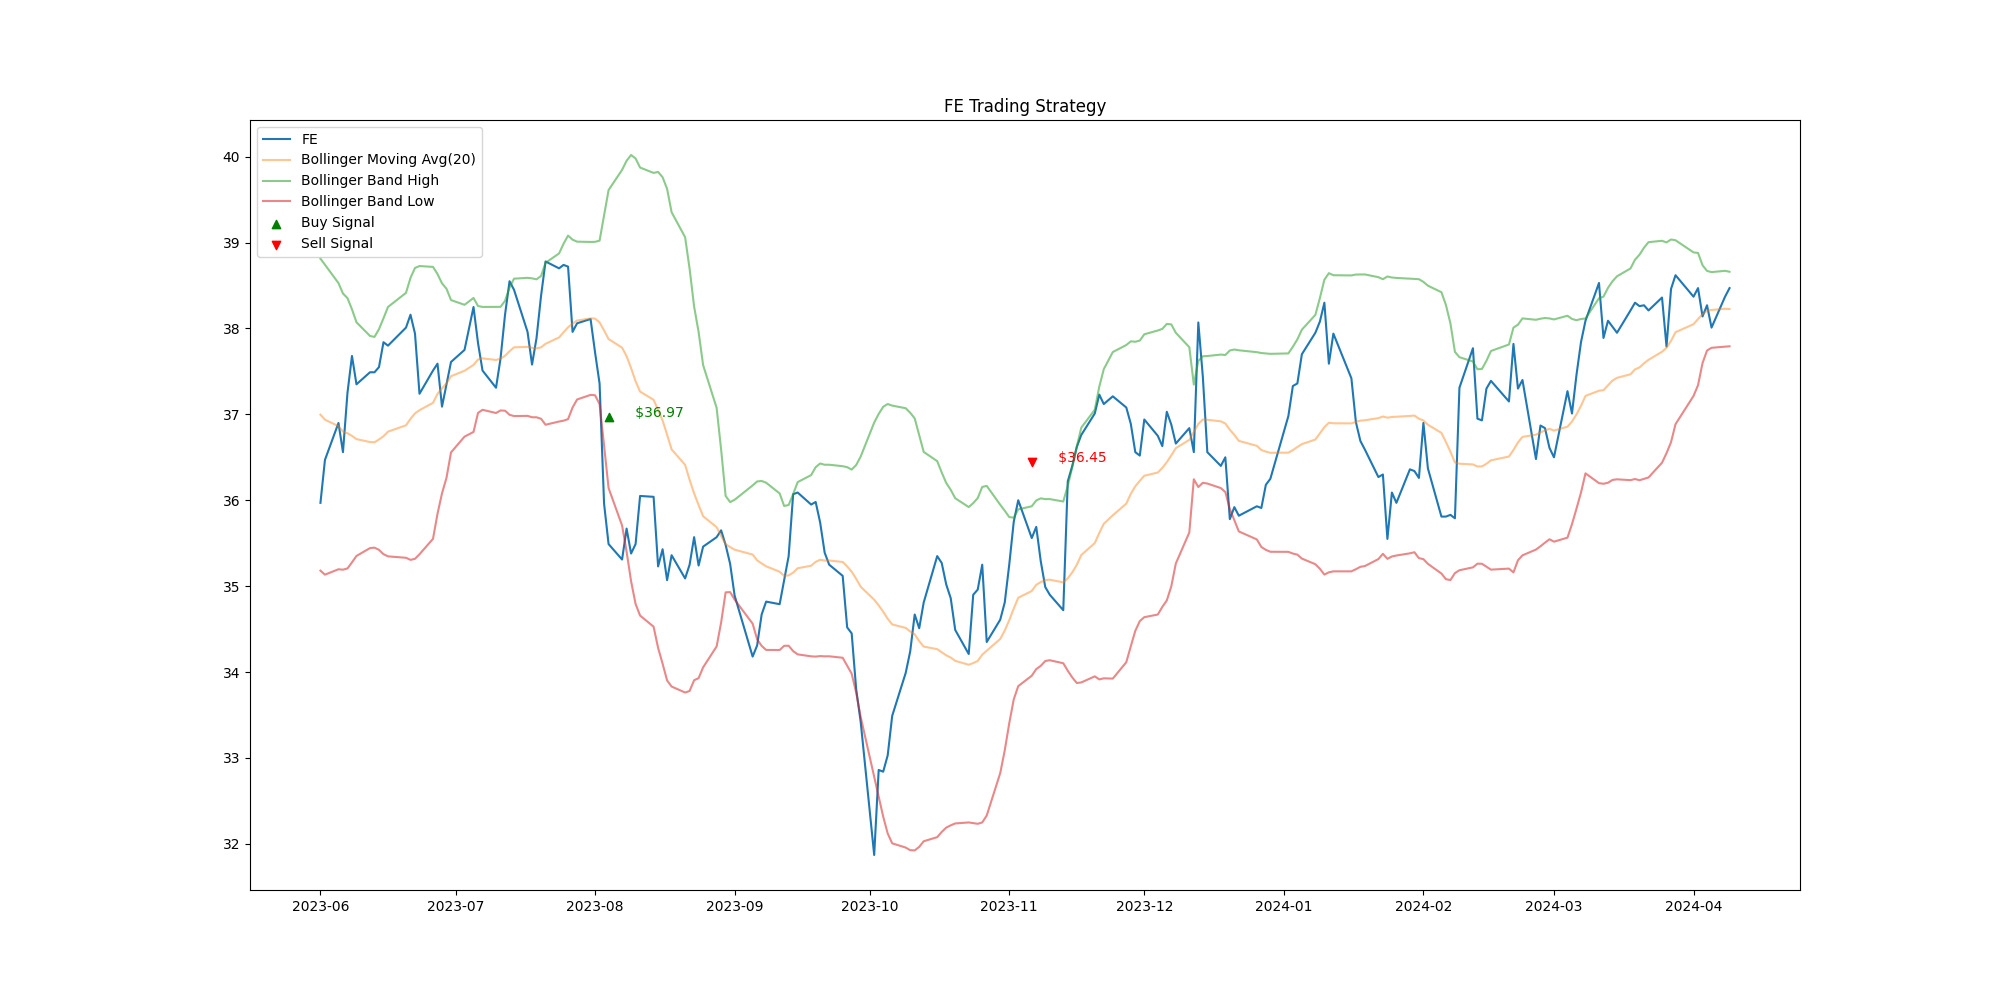 FE Trading Strategy
FE
Bollinger Moving Avg(20)
Bollinger Band High
Bollinger Band Low
Buy Signal
Sell Signal
40
39
38
37
36
35
34
33
32
$36.97
$36.45
2023-06 2023-07 2023-08 2023-09 2023-10 2023-11 2023-12 2024-01 2024-02 2024-03 2024-04